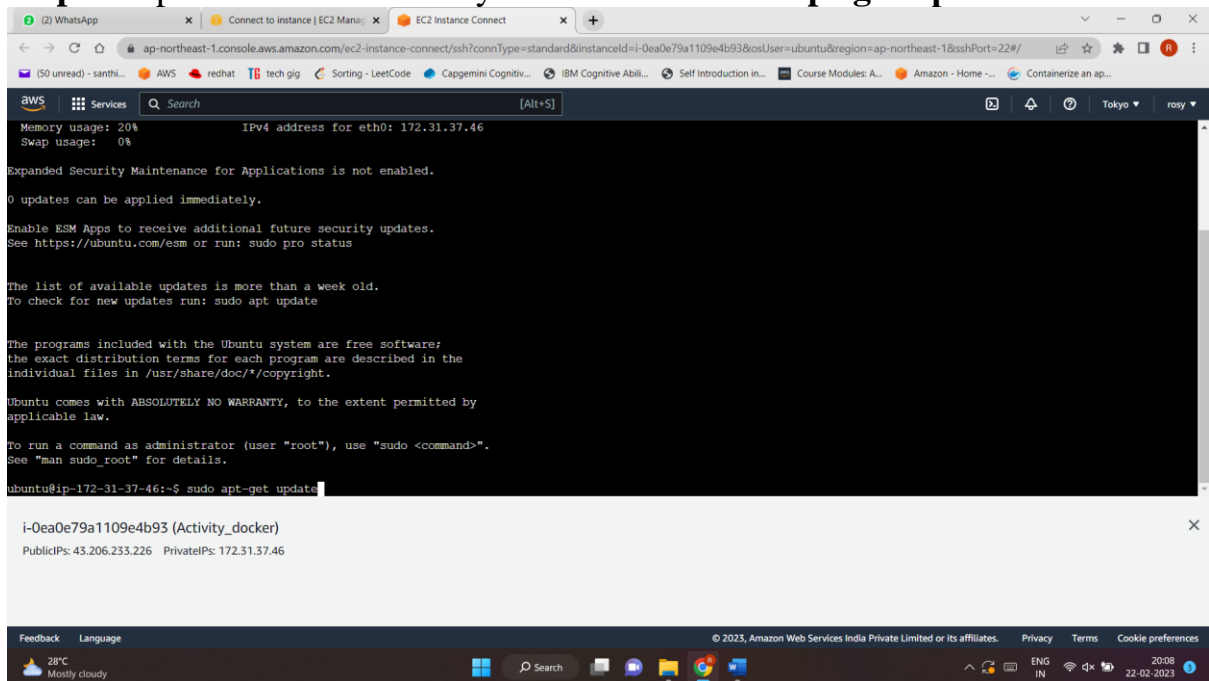 (2) WhatsApp
Connect to instance | EC2 Manag
EC2 Instance Connect
ap-northeast-1.console.aws.amazon.com/ec2-instance-connect/ssh?connType=standard&instanceId=i-0ea0e79a1109e4b93&osUser=ubuntu&region=ap-northeast-1&sshPort=22#/
R
(50 unread) - santhi...
AWS
redhat
TG tech gig
Sorting - LeetCode
Capgemini Cognitiv...
IBM Cognitive Abili...
Self Introduction in...
Course Modules: A...
Amazon - Home -...
Containerize an ap...
aws
Services
Search
[Alt+S]
Tokyo
rosy
Memory usage: 20% IPv4 address for eth0: 172.31.37.46
Swap usage: 0%
Expanded Security Maintenance for Applications is not enabled.
0 updates can be applied immediately.
Enable ESM Apps to receive additional future security updates.
See https://ubuntu.com/esm or run: sudo pro status
The list of available updates is more than a week old.
To check for new updates run: sudo apt update
The programs included with the Ubuntu system are free software;
the exact distribution terms for each program are described in the
individual files in /usr/share/doc/*/copyright.
Ubuntu comes with ABSOLUTELY NO WARRANTY, to the extent permitted by
applicable law.
To run a command as administrator (user "root"), use "sudo <command>".
See "man sudo_root" for details.
ubuntu@ip-172-31-37-46:~$ sudo apt-get update
i-0ea0e79a1109e4b93 (Activity_docker)
PublicIPs: 43.206.233.226 PrivateIPs: 172.31.37.46
Feedback
Language
© 2023, Amazon Web Services India Private Limited or its affiliates.
Privacy
Terms
Cookie preferences
28°C
Mostly cloudy
Search
ENG
IN
20:08
22-02-2023
3